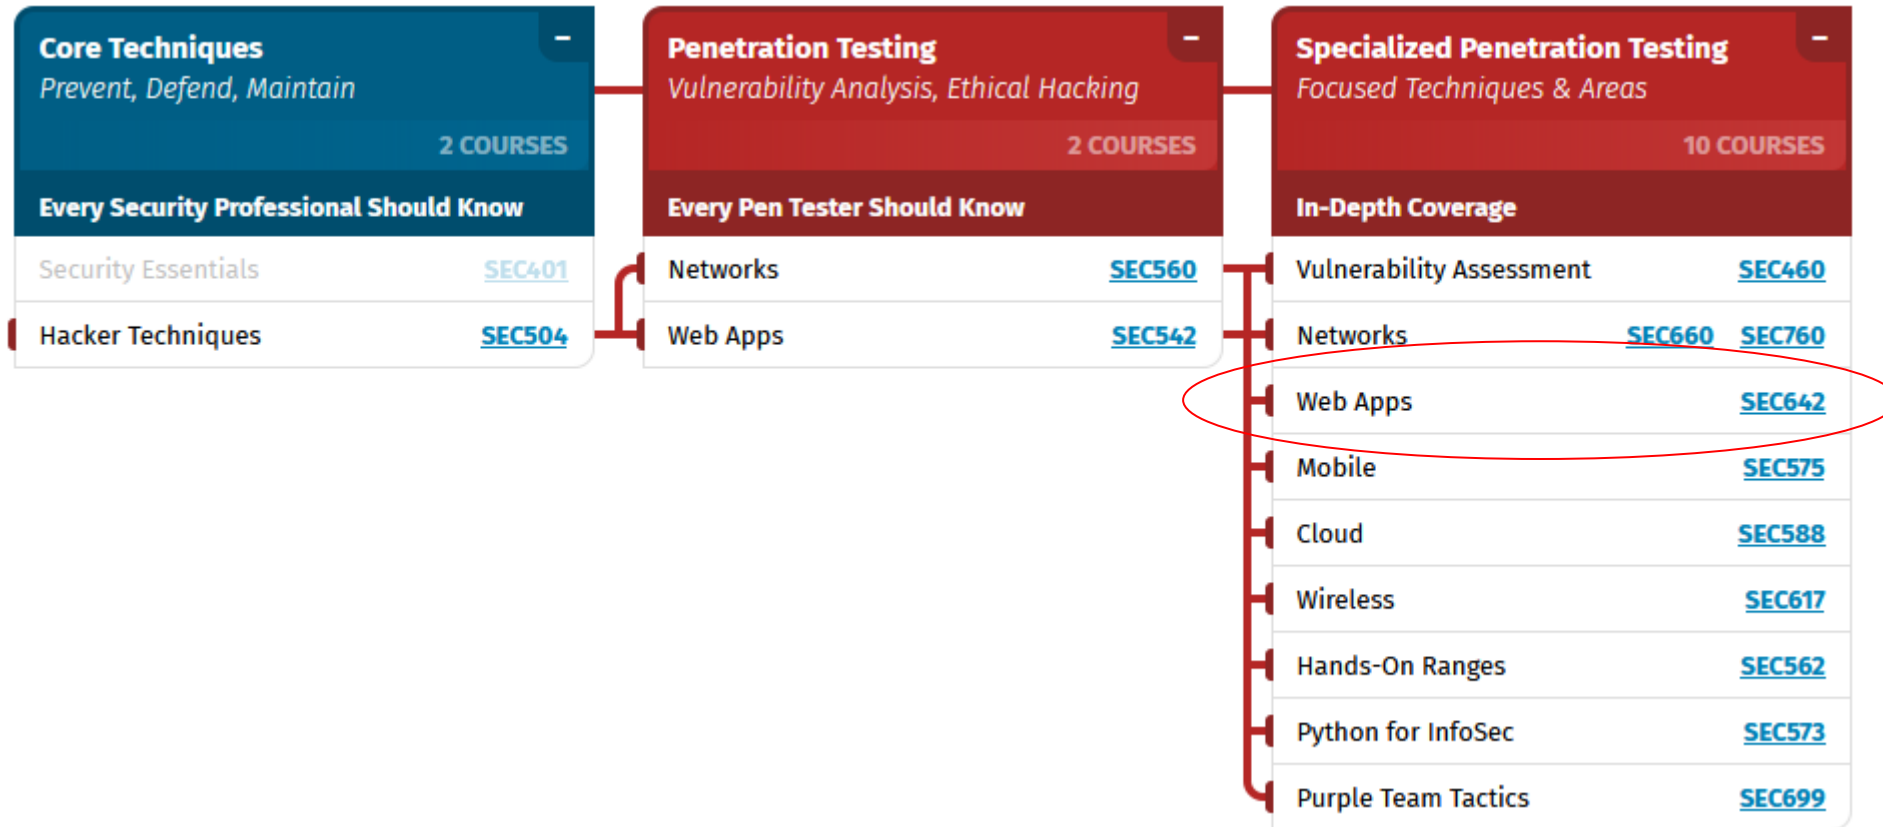 Core Techniques
Prevent, Defend, Maintain
2 COURSES
Every Security Professional Should Know
Security Essentials SEC401
Hacker Techniques SEC504
Penetration Testing
Vulnerability Analysis, Ethical Hacking
2 COURSES
Every Pen Tester Should Know
Networks SEC560
Web Apps SEC542
Specialized Penetration Testing
Focused Techniques & Areas
10 COURSES
In-Depth Coverage
Vulnerability Assessment SEC460
Networks SEC660 SEC760
Web Apps SEC642
Mobile SEC575
Cloud SEC588
Wireless SEC617
Hands-On Ranges SEC562
Python for InfoSec SEC573
Purple Team Tactics SEC699